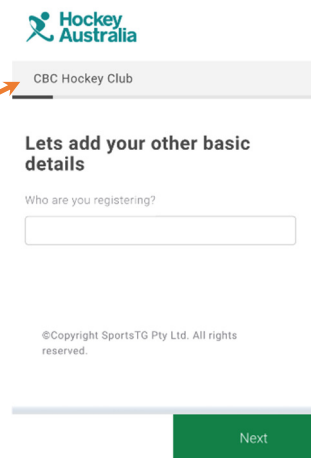 Hockey
Australia
CBC Hockey Club
Lets add your other basic
details
Who are you registering?
©Copyright SportsTG Pty Ltd. All rights
reserved.
Next